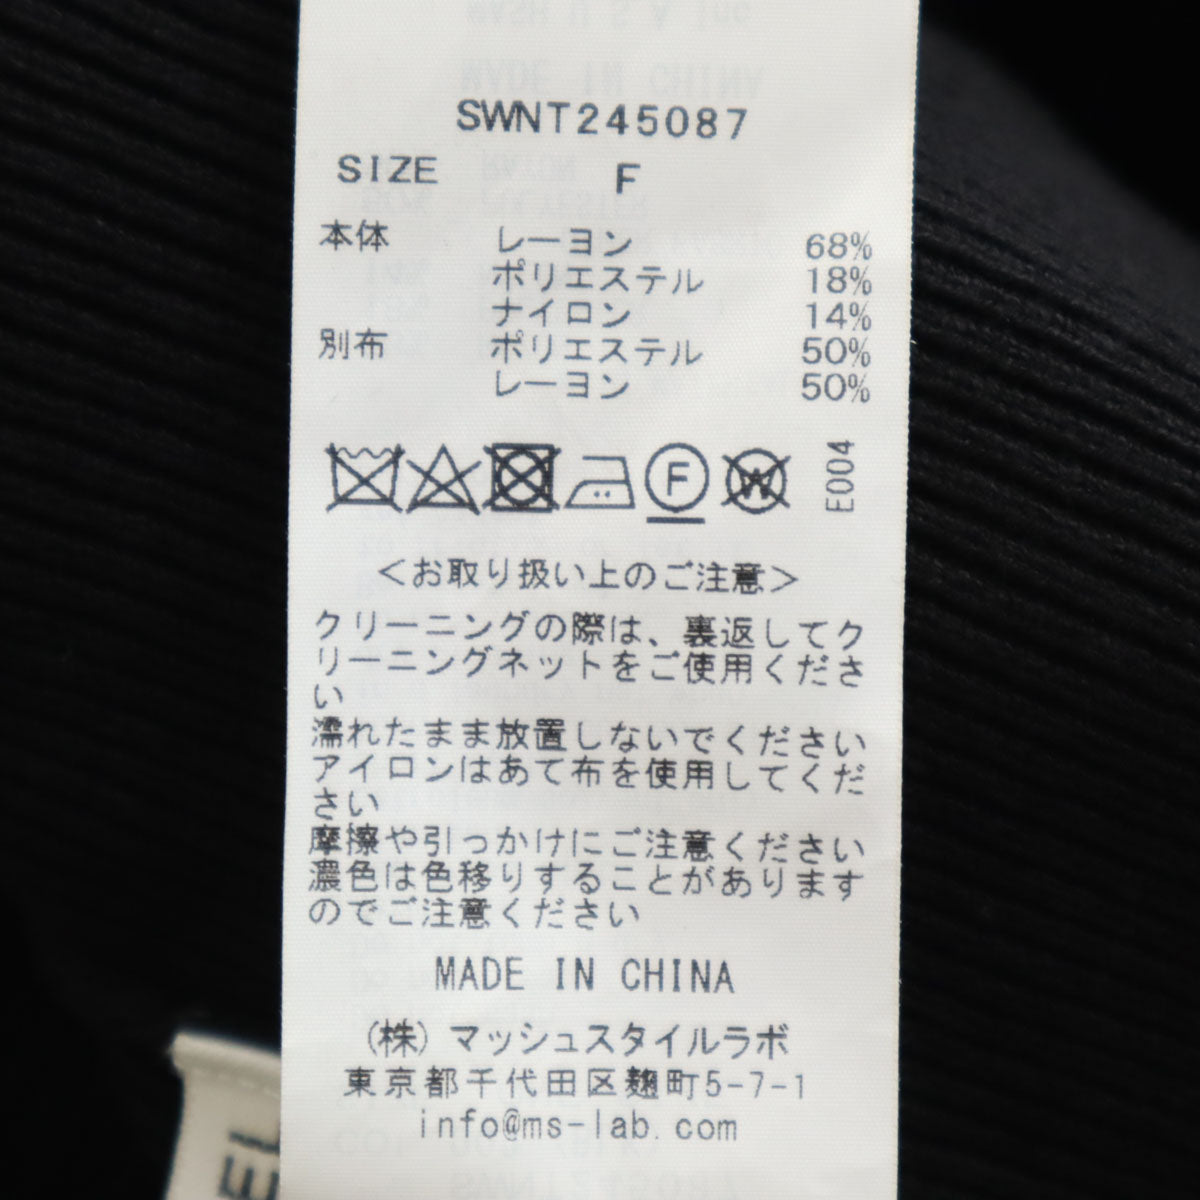 SWNT245087
SIZE F
本体 レーヨン 68%
ポリエステル 18%
ナイロン 14%
別布 ポリエステル 50%
レーヨン 50%
F W E004
＜お取り扱い上のご注意＞
クリーニングの際は、裏返してク
リーニングネットをご使用くださ
い
濡れたまま放置しないでください
アイロンはあて布を使用してくだ
さい
摩擦や引っかけにご注意ください
濃色は色移りすることがあります
のでご注意ください
MADE IN CHINA
(株) マッシュスタイルラボ
東京都千代田区麹町5-7-1
info@ms-lab.com